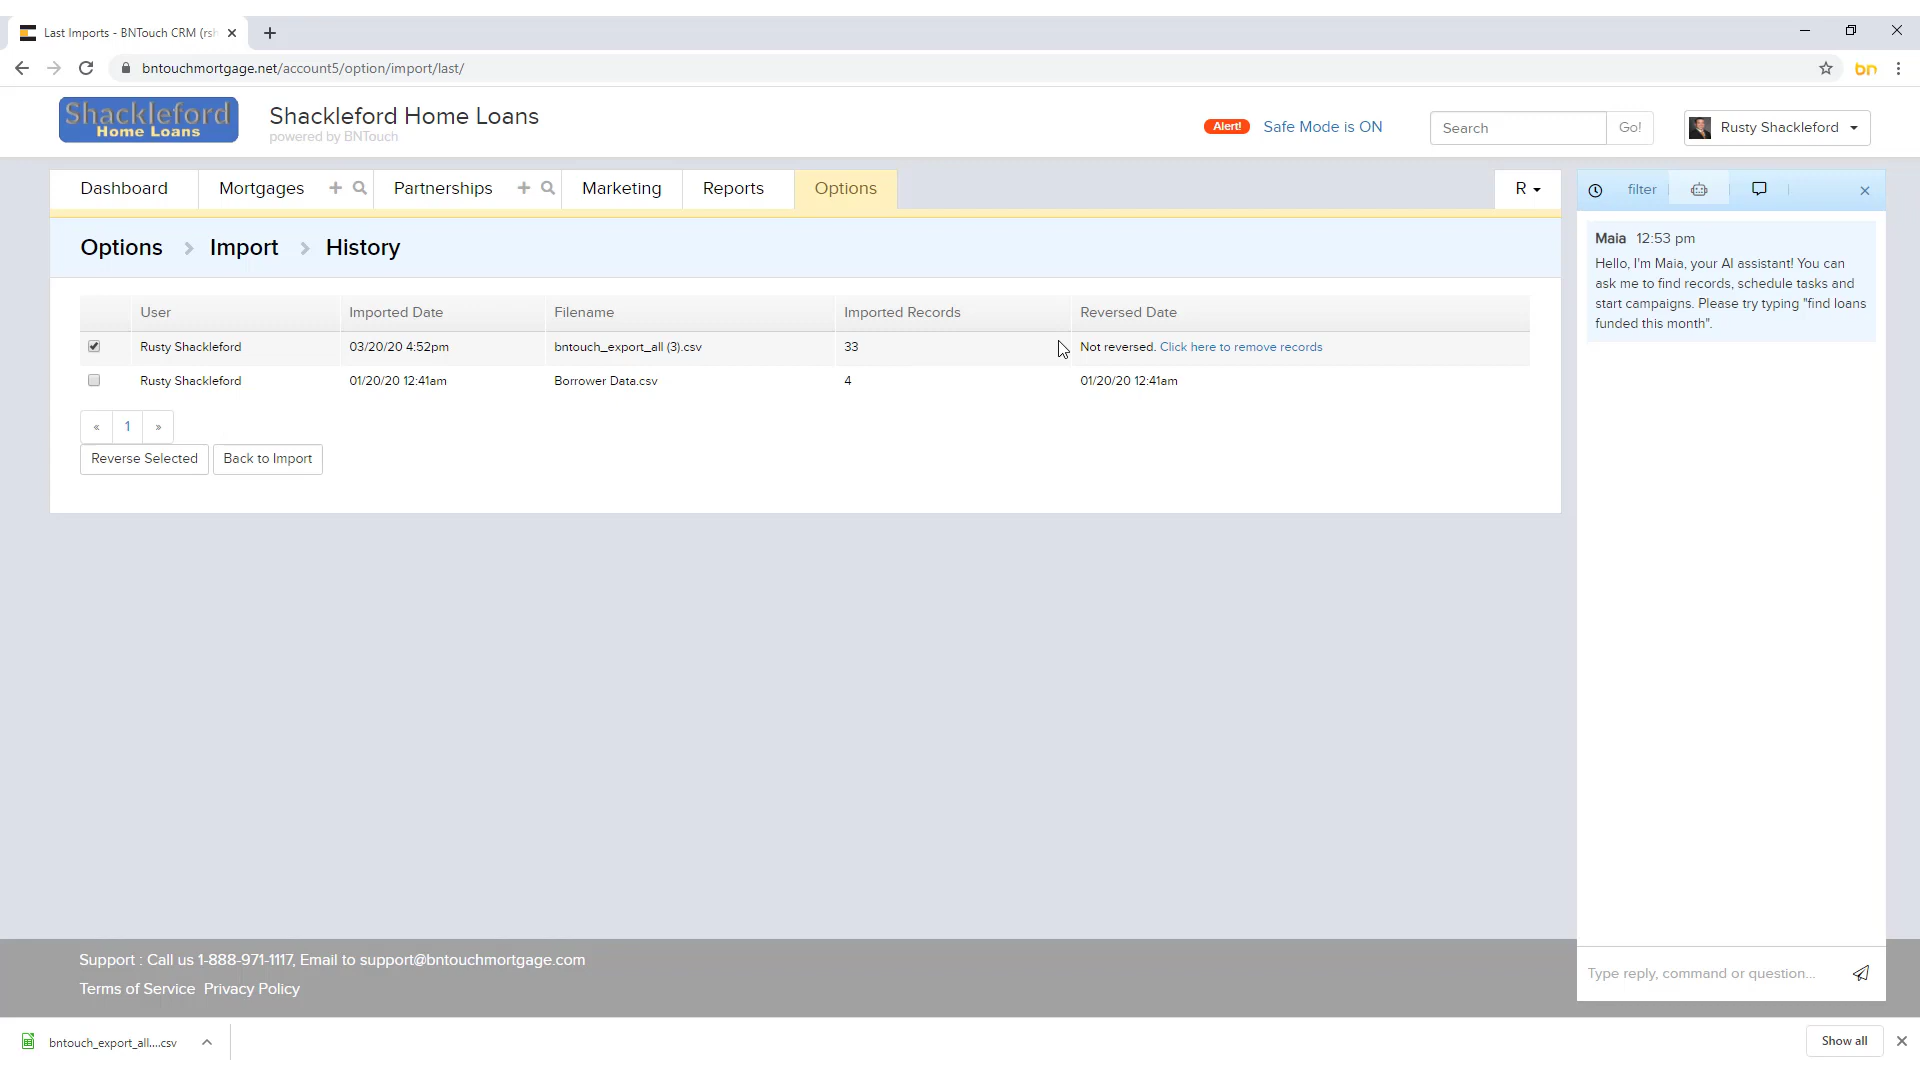 Last Imports - BNTouch CRM (rsh
bntouchmortgage.net/account5/option/import/last/
bn
Shackleford
Home Loans
Shackleford Home Loans
powered by BNTouch
Alert! Safe Mode is ON
Search Go!
Rusty Shackleford
Dashboard Mortgages Partnerships Marketing Reports Options R
Options > Import > History
User Imported Date Filename Imported Records Reversed Date
Rusty Shackleford 03/20/20 4:52pm bntouch_export_all (3).csv 33 Not reversed. Click here to remove records
Rusty Shackleford 01/20/20 12:41am Borrower Data.csv 4 01/20/20 12:41am
« 1 »
Reverse Selected Back to Import
filter
Maia 12:53 pm
Hello, I'm Maia, your AI assistant! You can
ask me to find records, schedule tasks and
start campaigns. Please try typing "find loans
funded this month".
Type reply, command or question...
Support : Call us 1-888-971-1117, Email to support@bntouchmortgage.com
Terms of Service Privacy Policy
bntouch_export_all....csv
Show all